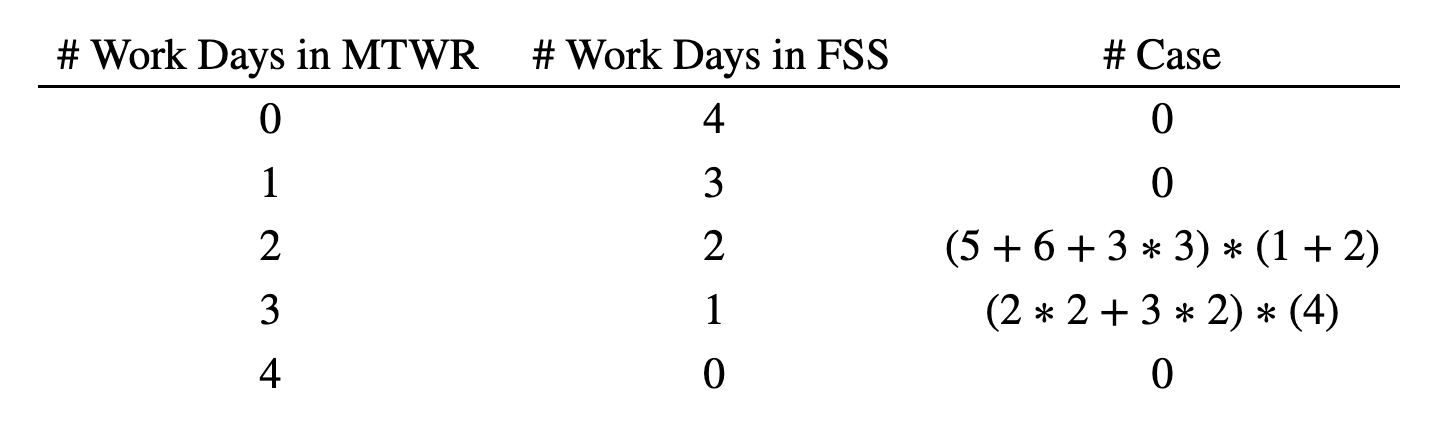 # Work Days in MTWR # Work Days in FSS # Case
0 4 0
1 3 0
2 2 (5 + 6 + 3 * 3) * (1 + 2)
3 1 (2 * 2 + 3 * 2) * (4)
4 0 0